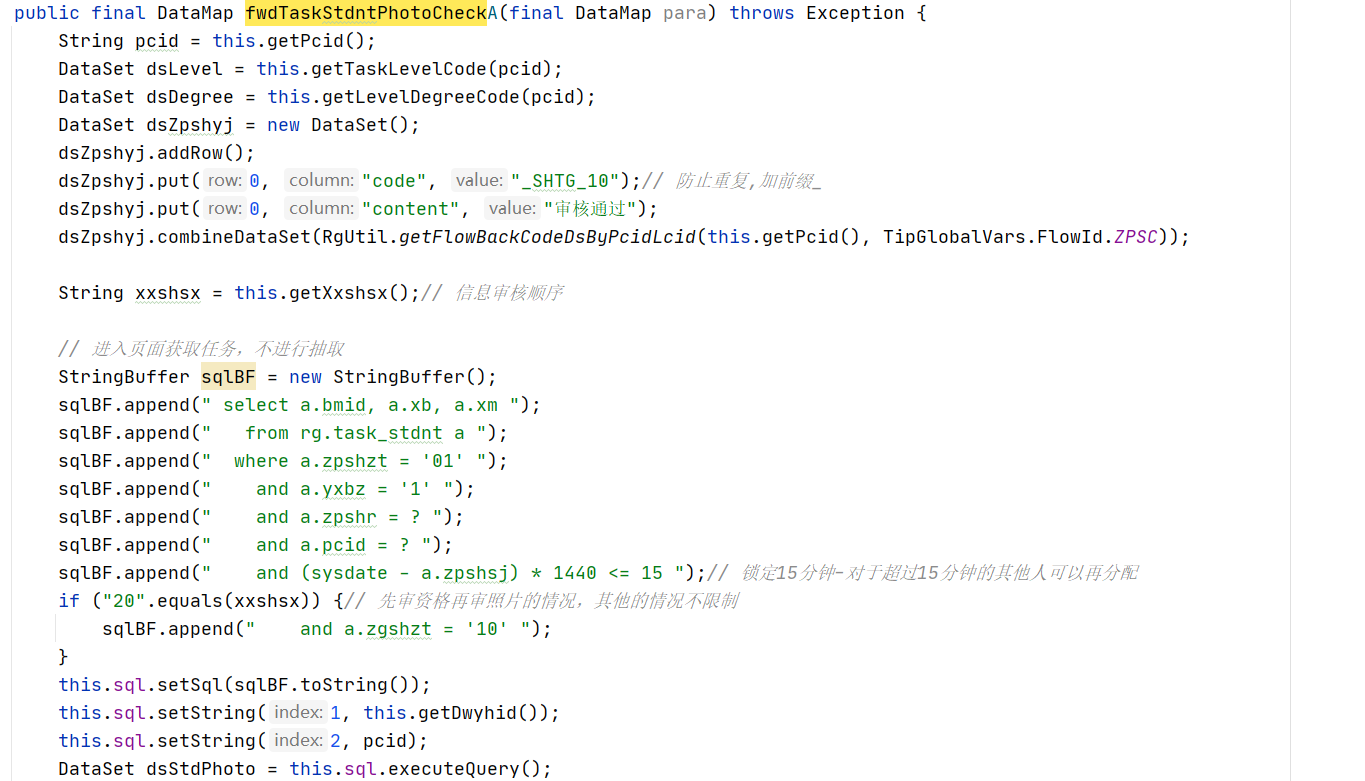 public final DataMap fwdTaskStdntPhotoCheckA(final DataMap para) throws Exception {
String pcid = this.getPcid();
DataSet dsLevel = this.getTaskLevelCode(pcid);
DataSet dsDegree = this.getLevelDegreeCode(pcid);
DataSet dsZpshyj = new DataSet();
dsZpshyj.addRow();
dsZpshyj.put( row: 0, column: "code", value: "_SHTG_10");// 防止重复,加前缀_
dsZpshyj.put( row: 0, column: "content", value: "审核通过");
dsZpshyj.combineDataSet(RgUtil.getFlowBackCodeDsByPcidLcid(this.getPcid(), TipGlobalVars.FlowId.ZPSC));
String xxshsx = this.getXxshsx();// 信息审核顺序
// 进入页面获取任务，不进行抽取
StringBuffer sqlBF = new StringBuffer();
sqlBF.append(" select a.bmid, a.xb, a.xm ");
sqlBF.append("   from rg.task_stdnt a ");
sqlBF.append("  where a.zpshzt = '01' ");
sqlBF.append("    and a.yxbz = '1' ");
sqlBF.append("    and a.zpshr = ? ");
sqlBF.append("    and a.pcid = ? ");
sqlBF.append("    and (sysdate - a.zpshsj) * 1440 <= 15 ");// 锁定15分钟-对于超过15分钟的其他人可以再分配
if ("20".equals(xxshsx)) {// 先审资格再审照片的情况，其他的情况不限制
sqlBF.append("    and a.zgshzt = '10' ");
}
this.sql.setSql(sqlBF.toString());
this.sql.setString( index: 1, this.getDwyhid());
this.sql.setString( index: 2, pcid);
DataSet dsStdPhoto = this.sql.executeQuery();